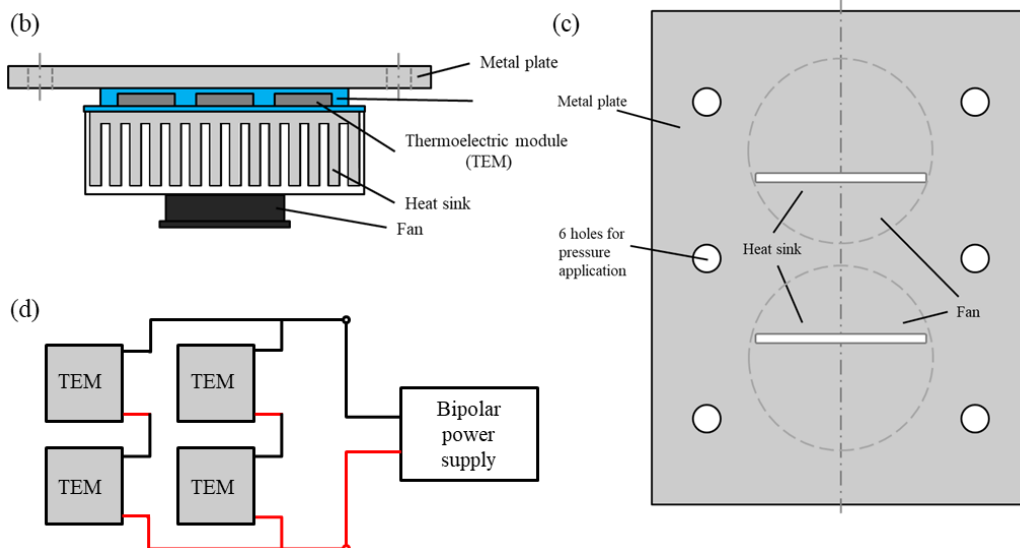 (b)
Metal plate
Thermoelectric module
(TEM)
Heat sink
Fan
(c)
Metal plate
6 holes for
pressure
application
Heat sink
Fan
(d)
TEM
TEM
TEM
TEM
Bipolar
power
supply